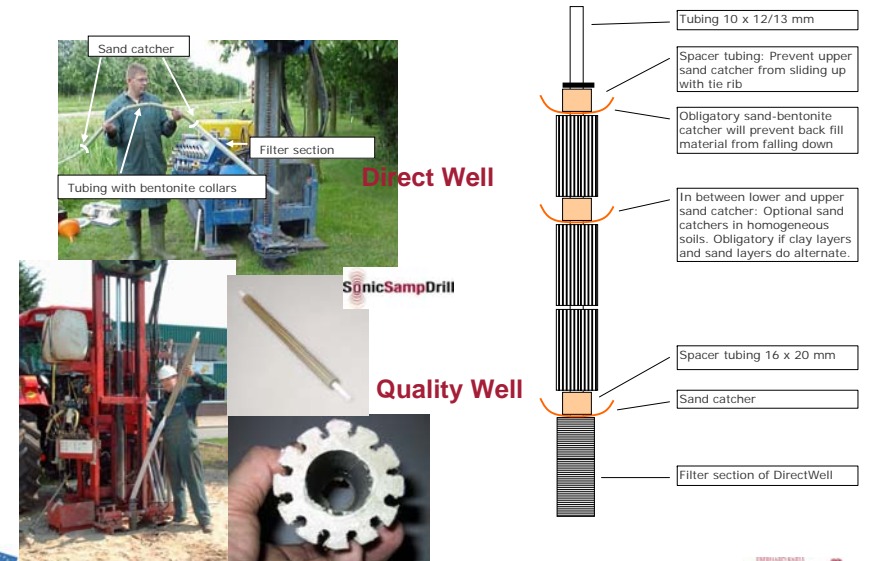 Sand catcher
Filter section
Tubing with bentonite collars
Direct Well
SonicSampDrill
Quality Well
Tubing 10 x 12/13 mm
Spacer tubing: Prevent upper
sand catcher from sliding up
with tie rib
Obligatory sand-bentonite
catcher will prevent back fill
material from falling down
In between lower and upper
sand catcher: Optional sand
catchers in homogeneous
soils. Obligatory if clay layers
and sand layers do alternate.
Spacer tubing 16 x 20 mm
Sand catcher
Filter section of DirectWell